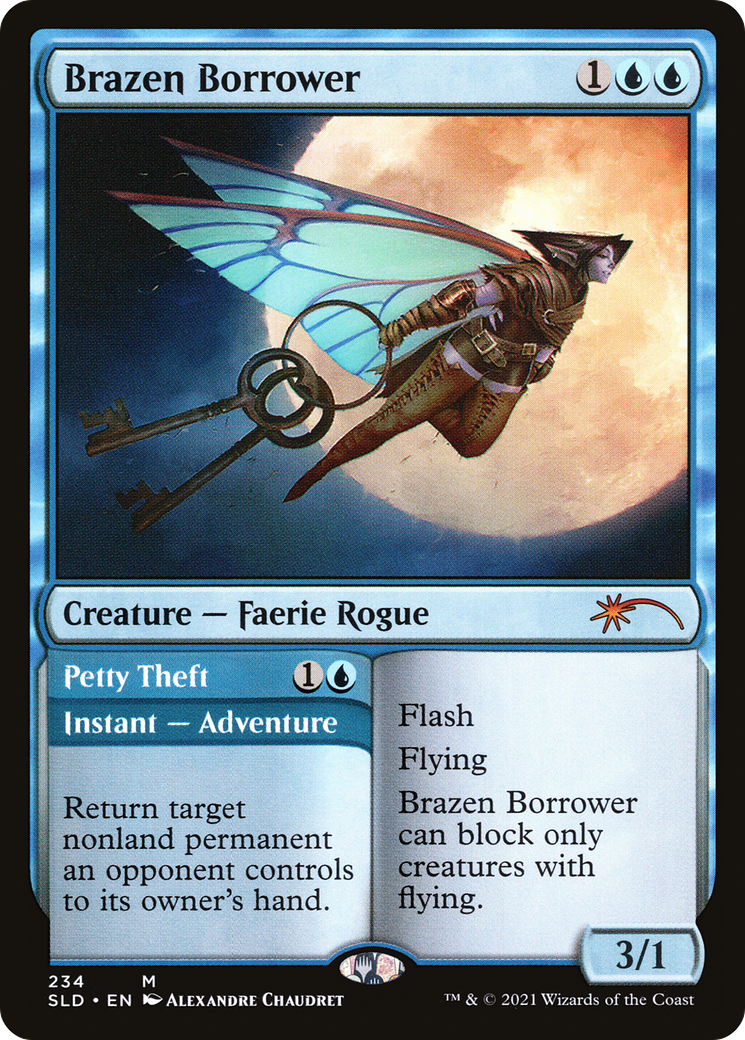 Brazen Borrower 1
Creature — Faerie Rogue
Petty Theft 1
Instant — Adventure
Return target
nonland permanent
an opponent controls
to its owner's hand.
Flash
Flying
Brazen Borrower
can block only
creatures with
flying.
3/1
234 M
SLD • EN Alexandre Chaudret
™ & © 2021 Wizards of the Coast